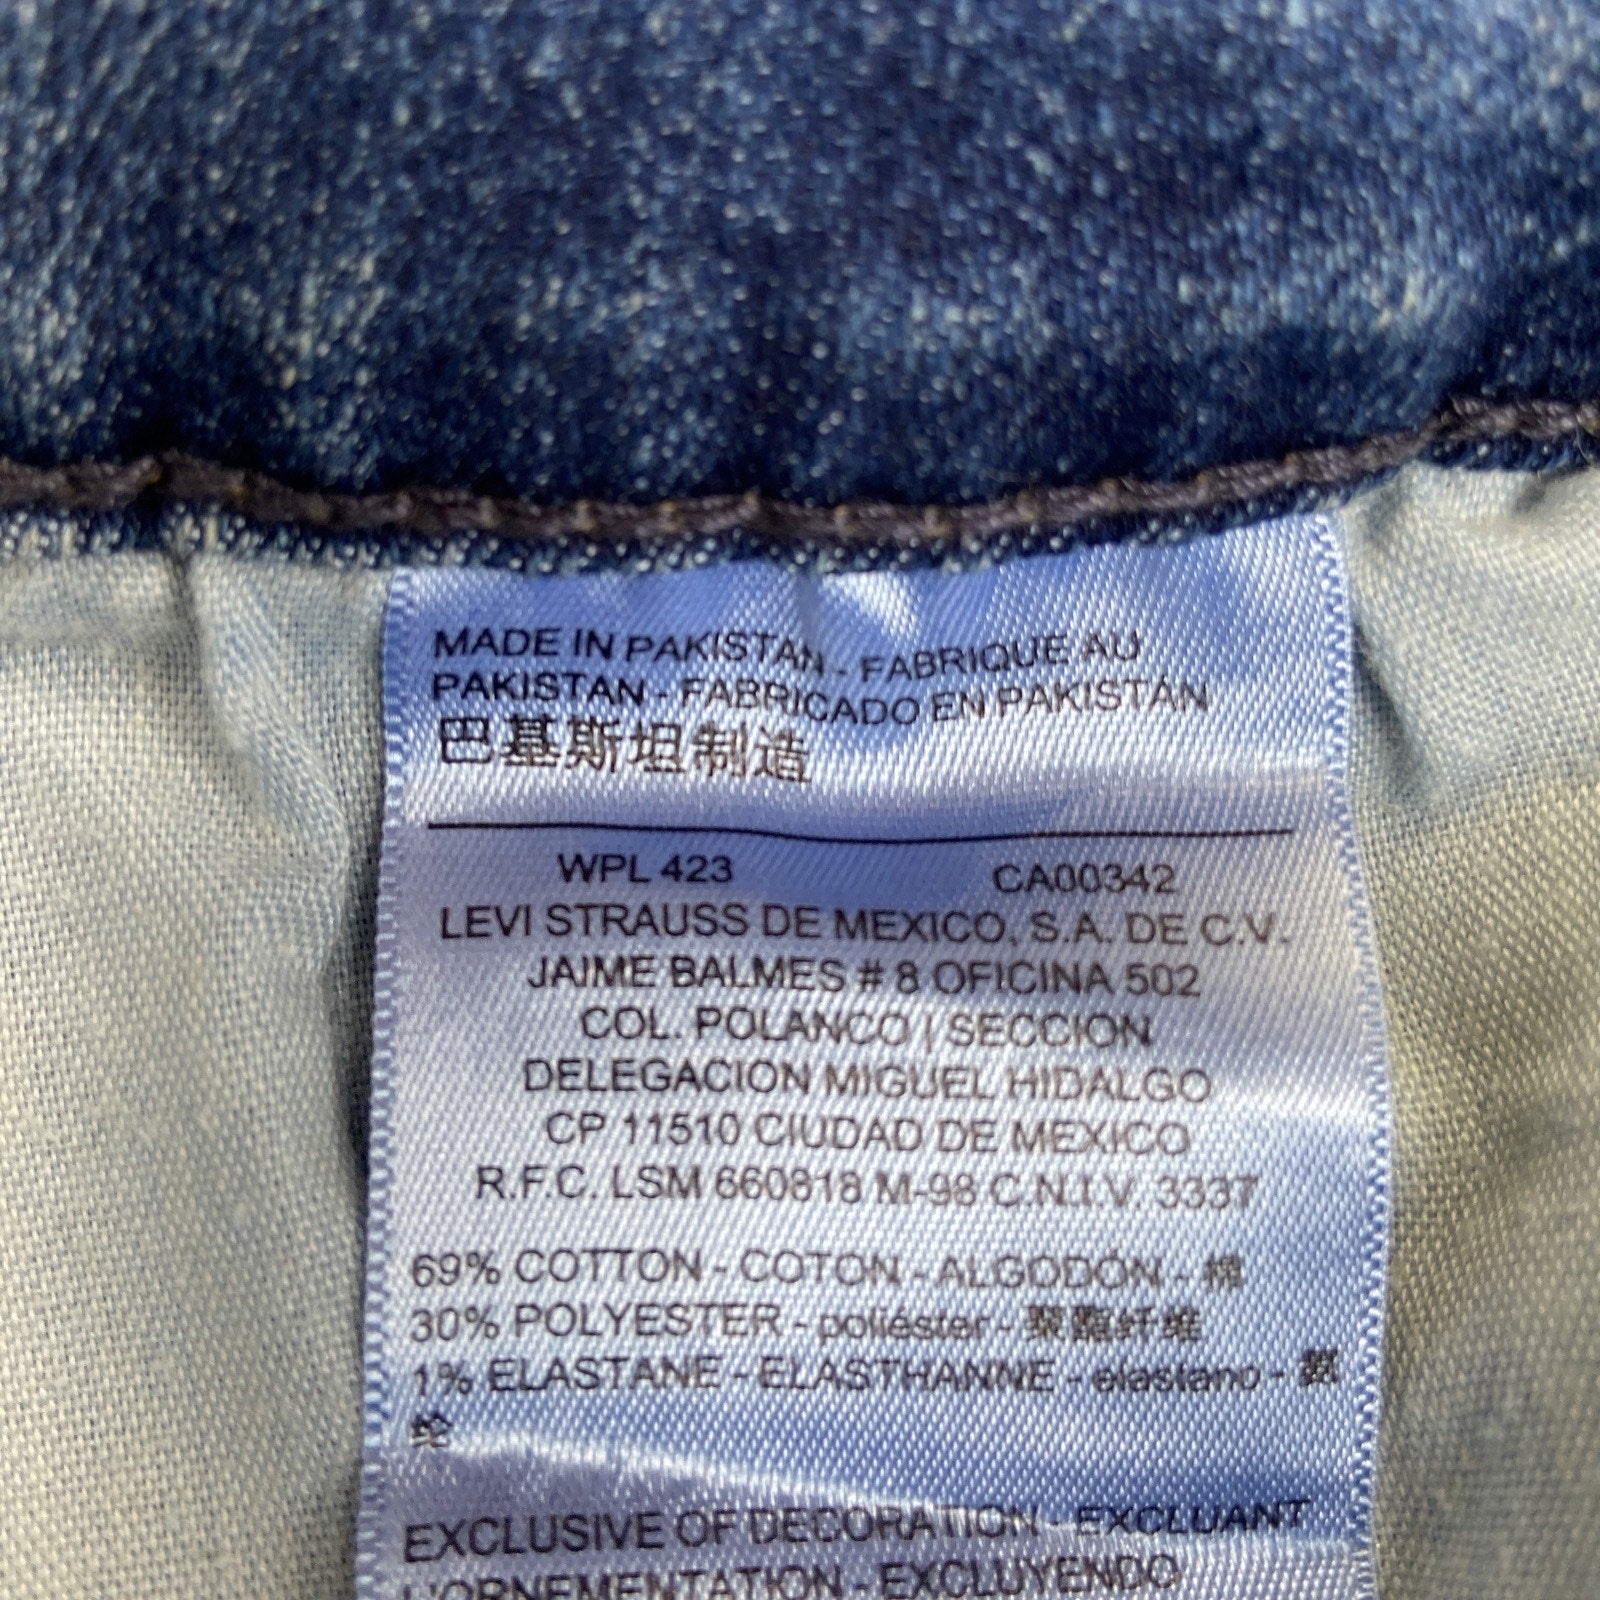 MADE IN PAKISTAN - FABRIQUE AU
PAKISTAN - FABRICADO EN PAKISTÁN
巴基斯坦制造
WPL 423 CA00342
LEVI STRAUSS DE MEXICO, S.A. DE C.V.
JAIME BALMES # 8 OFICINA 502
COL. POLANCO I SECCION
DELEGACION MIGUEL HIDALGO
CP 11510 CIUDAD DE MEXICO
R.F.C. LSM 660818 M-98 C.N.I.V. 3337
69% COTTON - COTON - ALGODÓN - 棉
30% POLYESTER - poliéster - 聚酯纤维
1% ELASTANE - ELASTHANNE - elastano - 氨
纶
EXCLUSIVE OF DECORATION - EXCLUANT
L'ORNEMENTATION - EXCLUYENDO